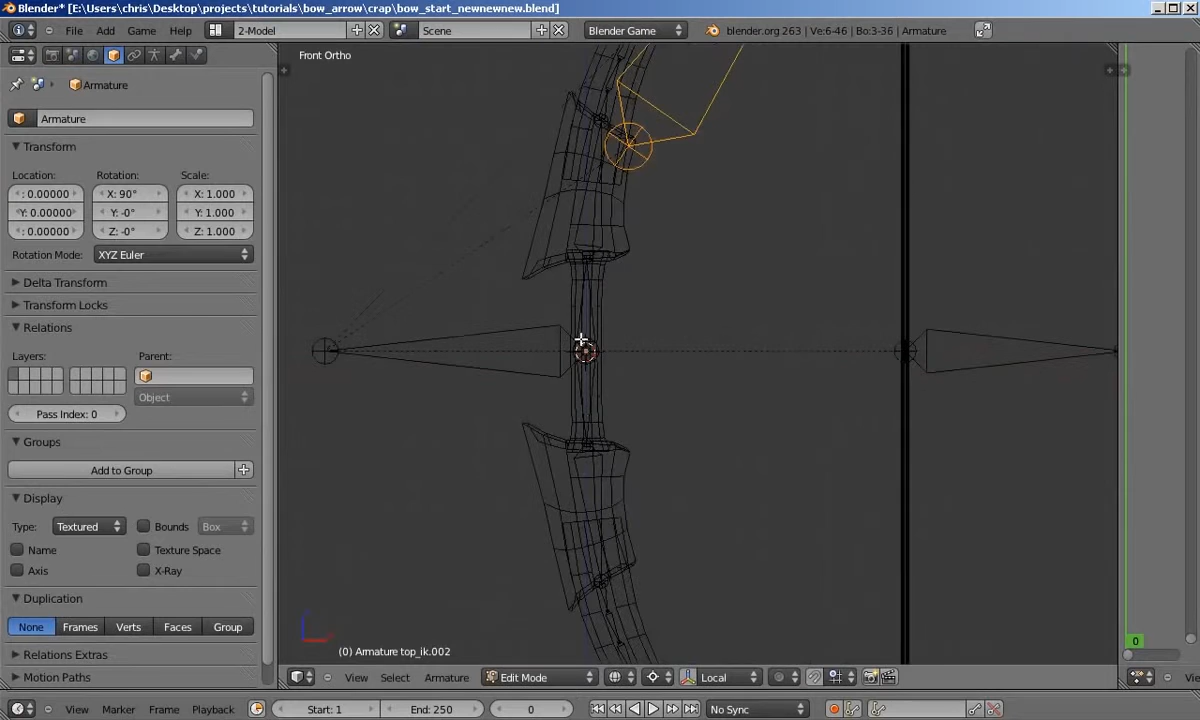 Blender* [E:\Users\chris\Desktop\projects\tutorials\bow_arrow\crap\bow_start_newnewnew.blend]
File Add Game Help 2-Model Scene Blender Game blender.org 263 | Ve:6-46 | Bo:3-36 | Armature
Front Ortho
Armature
Armature
Transform
Location: Rotation: Scale:
: 0.00000 X: 90° X: 1.000
Y: 0.00000 Y: -0° Y: 1.000
: 0.00000 Z: -0° Z: 1.000
Rotation Mode: XYZ Euler
Delta Transform
Transform Locks
Relations
Layers: Parent:
Object
Pass Index: 0
Groups
Add to Group
Display
Type: Textured Bounds Box
Name Texture Space
Axis X-Ray
Duplication
None Frames Verts Faces Group
Relations Extras
Motion Paths
0
(0) Armature top_ik.002
View Select Armature Edit Mode Local Vie
View Marker Frame Playback Start: 1 End: 250 0 No Sync